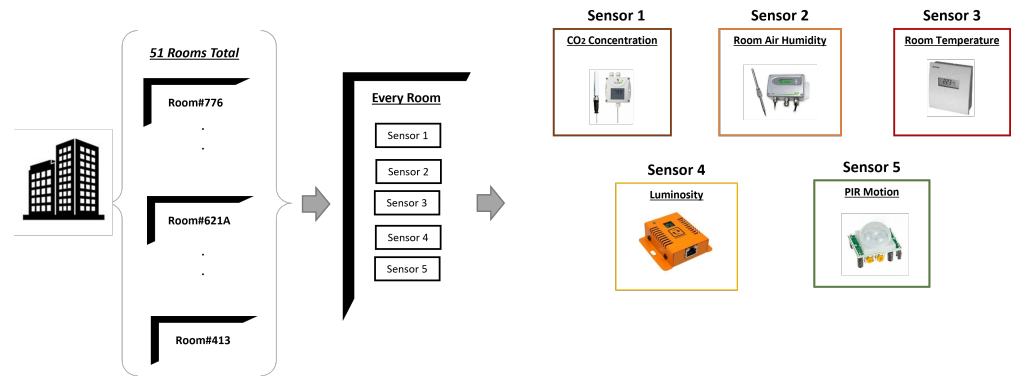 51 Rooms Total
Room#776
.
.
Room#621A
.
.
Room#413
Every Room
Sensor 1
Sensor 2
Sensor 3
Sensor 4
Sensor 5
Sensor 1
CO2 Concentration
Sensor 2
Room Air Humidity
Sensor 3
Room Temperature
Sensor 4
Luminosity
Sensor 5
PIR Motion